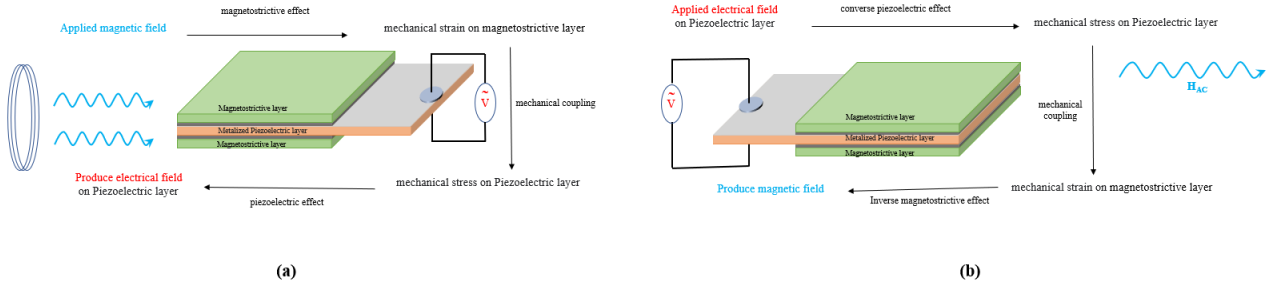 magnetostrictive effect
Applied magnetic field
mechanical strain on magnetostrictive layer
Magnetostrictive layer
Metalized Piezoelectric layer
Magnetostrictive layer
~
V
mechanical coupling
Produce electrical field
on Piezoelectric layer
mechanical stress on Piezoelectric layer
piezoelectric effect
(a)
Applied electrical field
on Piezoelectric layer
converse piezoelectric effect
mechanical stress on Piezoelectric layer
~
V
Magnetostrictive layer
Metalized Piezoelectric layer
Magnetostrictive layer
mechanical
coupling
HAC
Produce magnetic field
mechanical strain on magnetostrictive layer
Inverse magnetostrictive effect
(b)